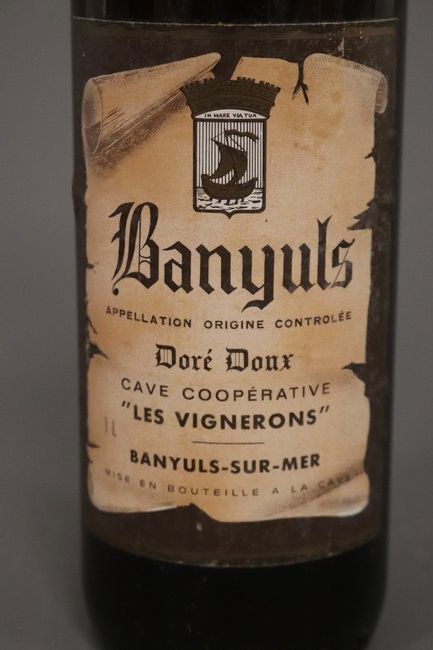 IN MARE VIA TUA
Banyuls
APPELLATION ORIGINE CONTROLÉE
Doré Doux
CAVE COOPÉRATIVE
"LES VIGNERONS"
1L
BANYULS-SUR-MER
MISE EN BOUTEILLE A LA CAVE